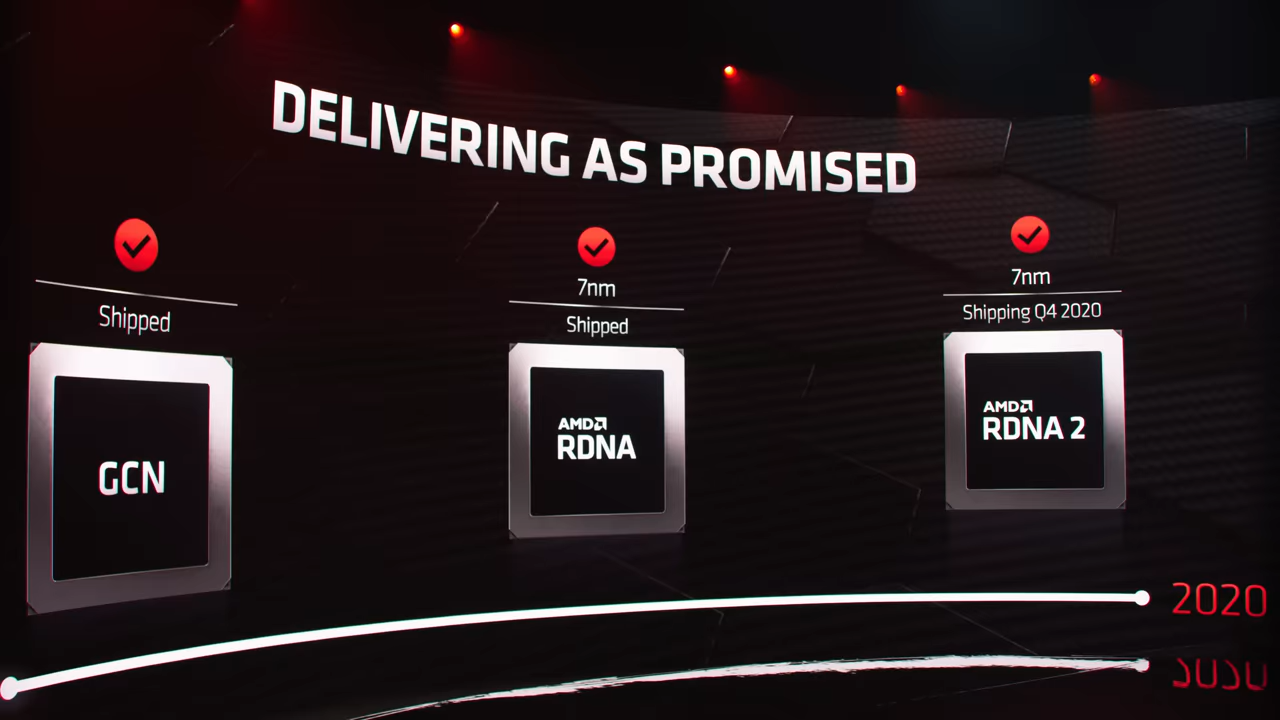 DELIVERING AS PROMISED
Shipped
GCN
7nm
Shipped
AMD
RDNA
7nm
Shipping Q4 2020
AMD
RDNA 2
2020